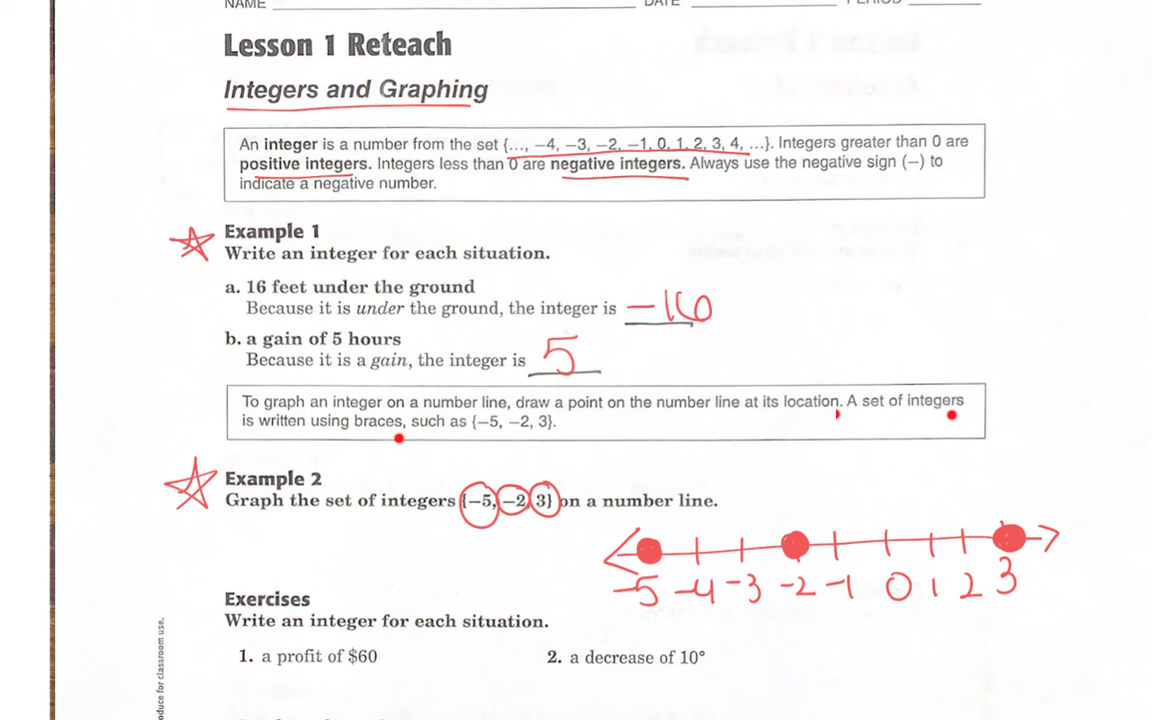 NAME DATE PERIOD
Lesson 1 Reteach
Integers and Graphing
An integer is a number from the set {..., −4, −3, −2, −1, 0, 1, 2, 3, 4, ...}. Integers greater than 0 are
positive integers. Integers less than 0 are negative integers. Always use the negative sign (−) to
indicate a negative number.
Example 1
Write an integer for each situation.
a. 16 feet under the ground
Because it is under the ground, the integer is −16
b. a gain of 5 hours
Because it is a gain, the integer is 5
To graph an integer on a number line, draw a point on the number line at its location. A set of integers
is written using braces, such as {−5, −2, 3}.
Example 2
Graph the set of integers {−5, −2, 3} on a number line.
-5 -4 -3 -2 -1 0 1 2 3
Exercises
Write an integer for each situation.
1. a profit of $60 2. a decrease of 10°
duce for classroom use.